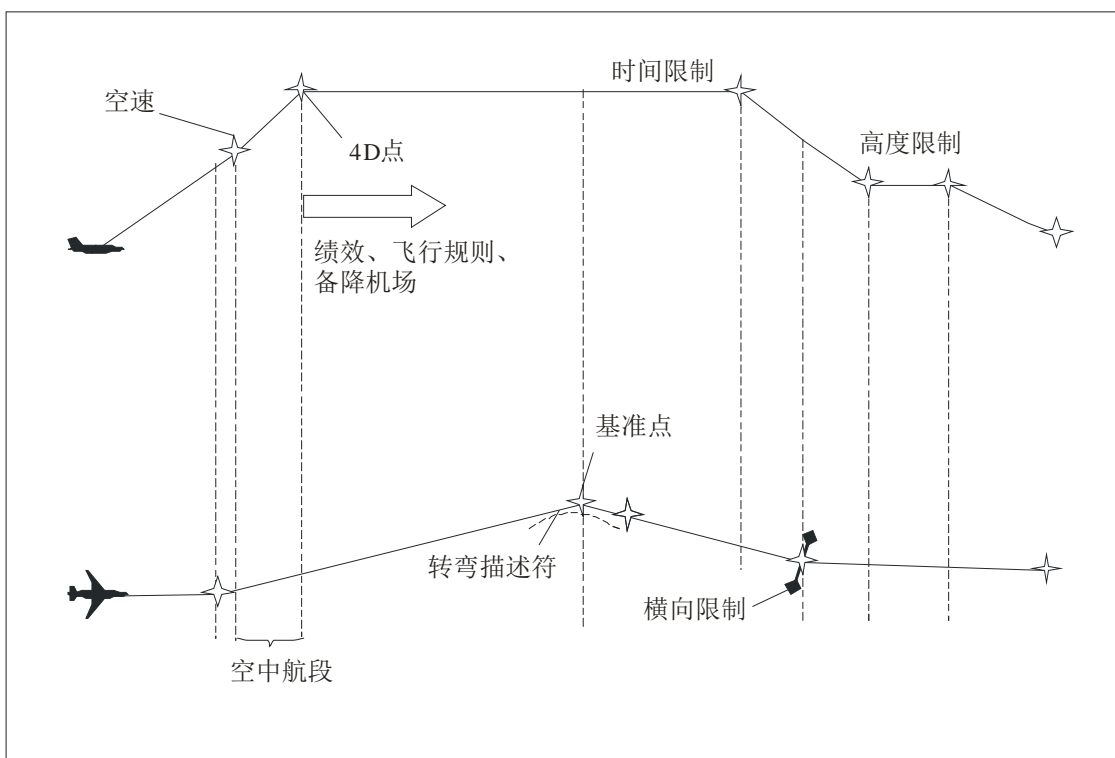 时间限制
空速
4D点
高度限制
绩效、飞行规则、
备降机场
基准点
转弯描述符
横向限制
空中航段